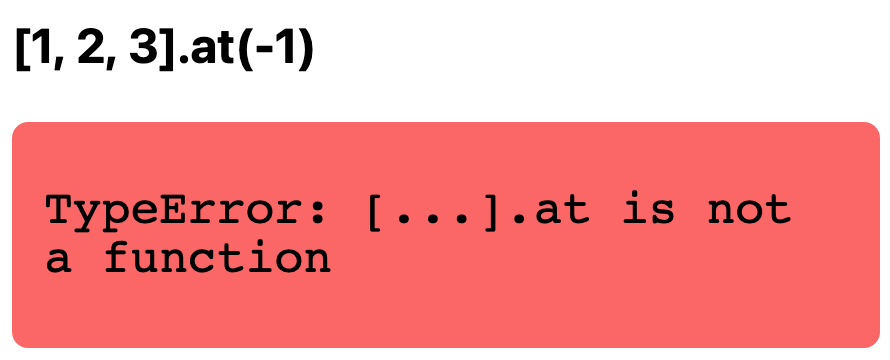 [1, 2, 3].at(-1)
TypeError: [...].at is not
a function